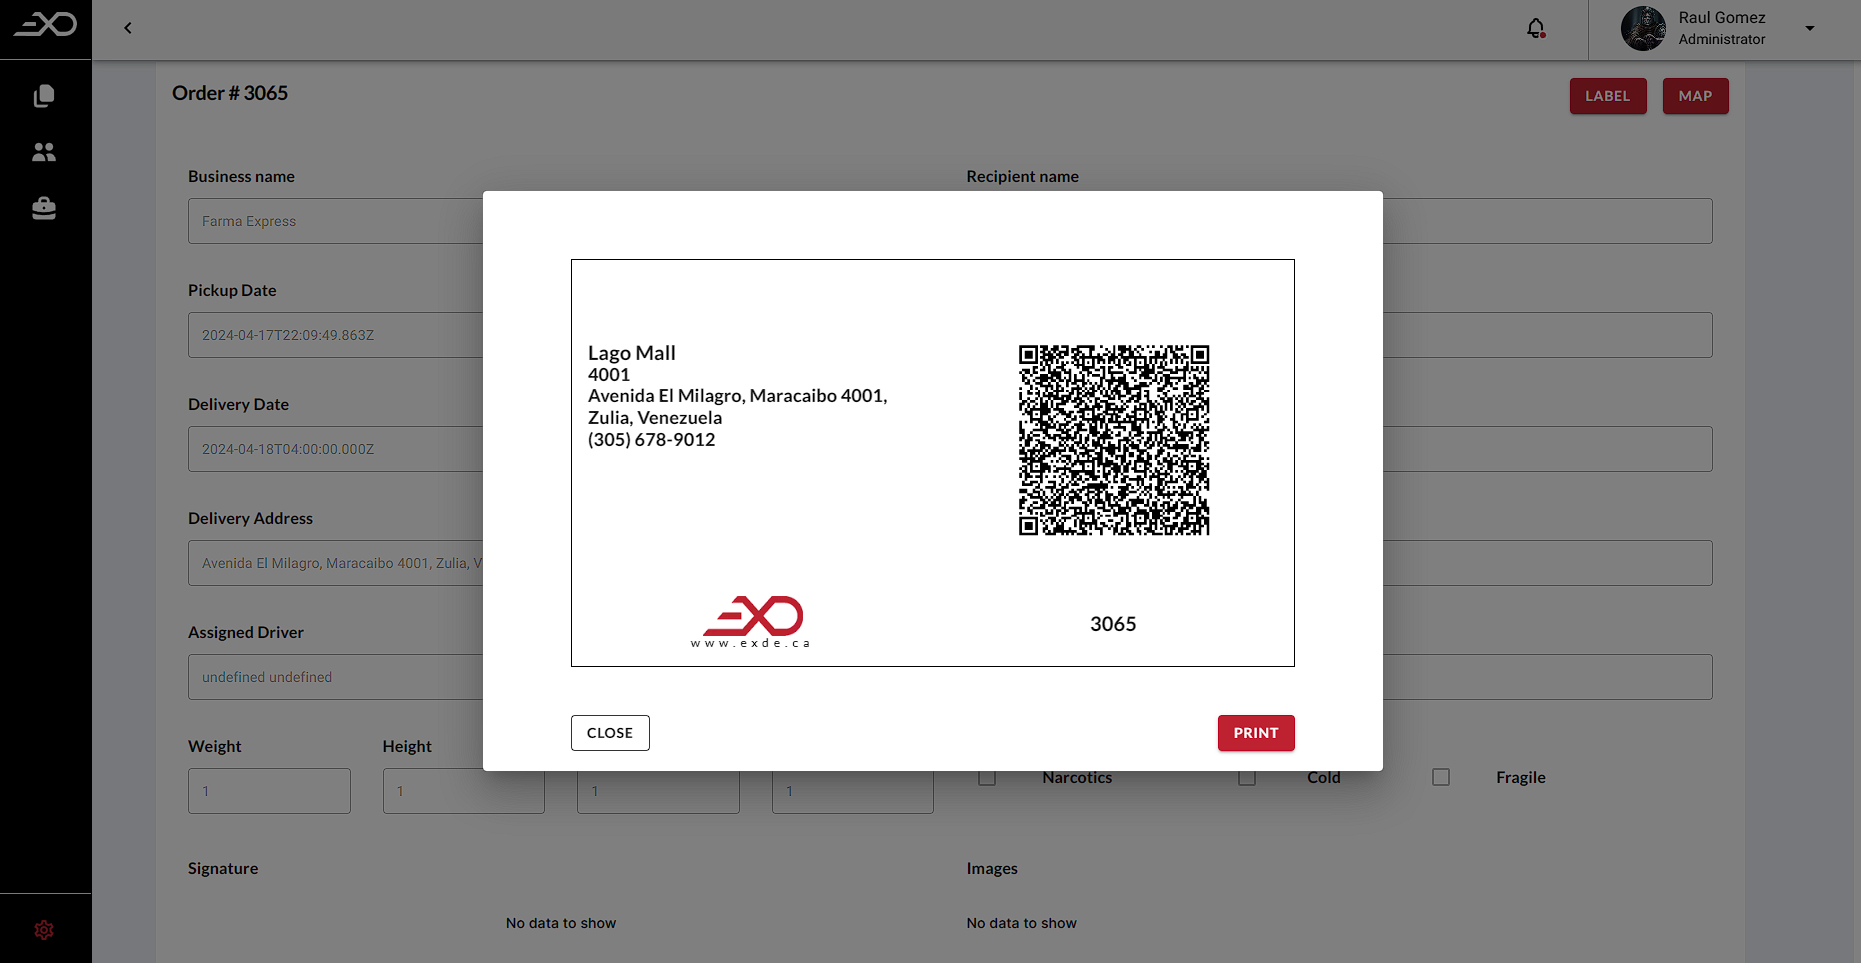 EXD
Raul Gomez
Administrator
Order # 3065
LABEL
MAP
Business name
Recipient name
Farma Express
Pickup Date
2024-04-17T22:09:49.863Z
Delivery Date
2024-04-18T04:00:00.000Z
Delivery Address
Avenida El Milagro, Maracaibo 4001, Zulia, V
Assigned Driver
undefined undefined
Weight
Height
1
1
1
1
Narcotics
Cold
Fragile
Signature
Images
No data to show
No data to show
Lago Mall
4001
Avenida El Milagro, Maracaibo 4001,
Zulia, Venezuela
(305) 678-9012
EXD
www.exde.ca
3065
CLOSE
PRINT